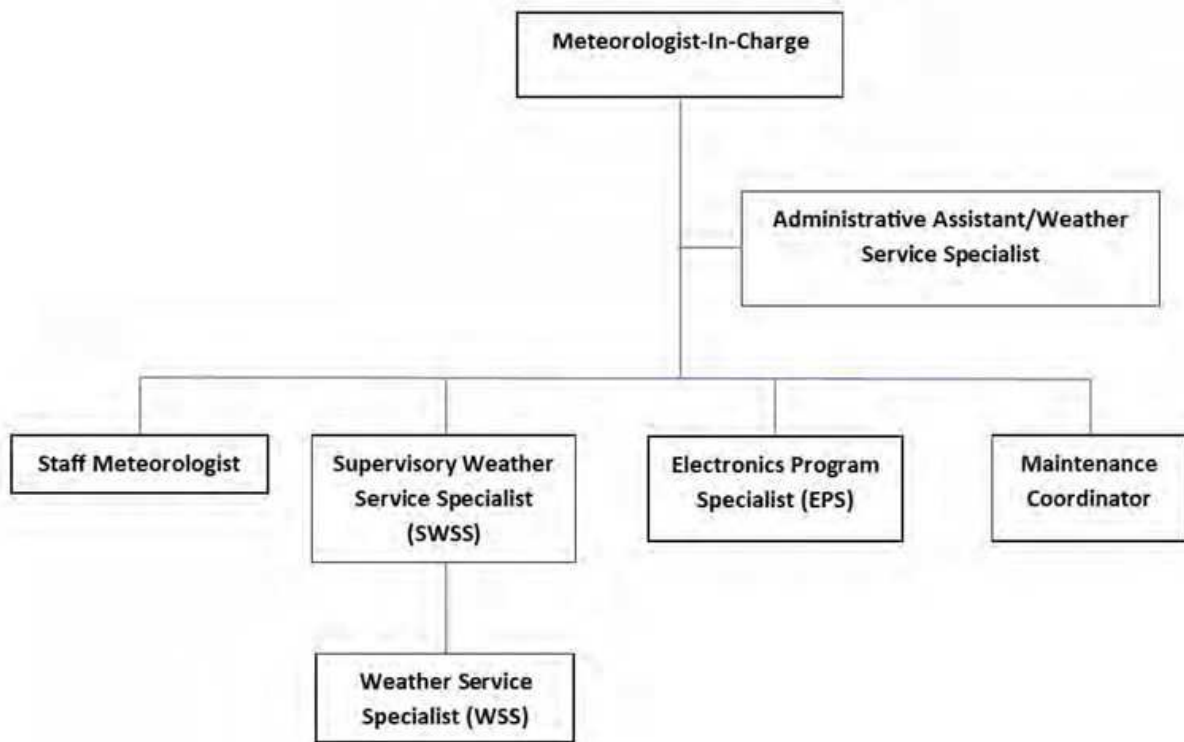 Meteorologist-In-Charge
Administrative Assistant/Weather
Service Specialist
Staff Meteorologist
Supervisory Weather
Service Specialist
(SWSS)
Electronics Program
Specialist (EPS)
Maintenance
Coordinator
Weather Service
Specialist (WSS)